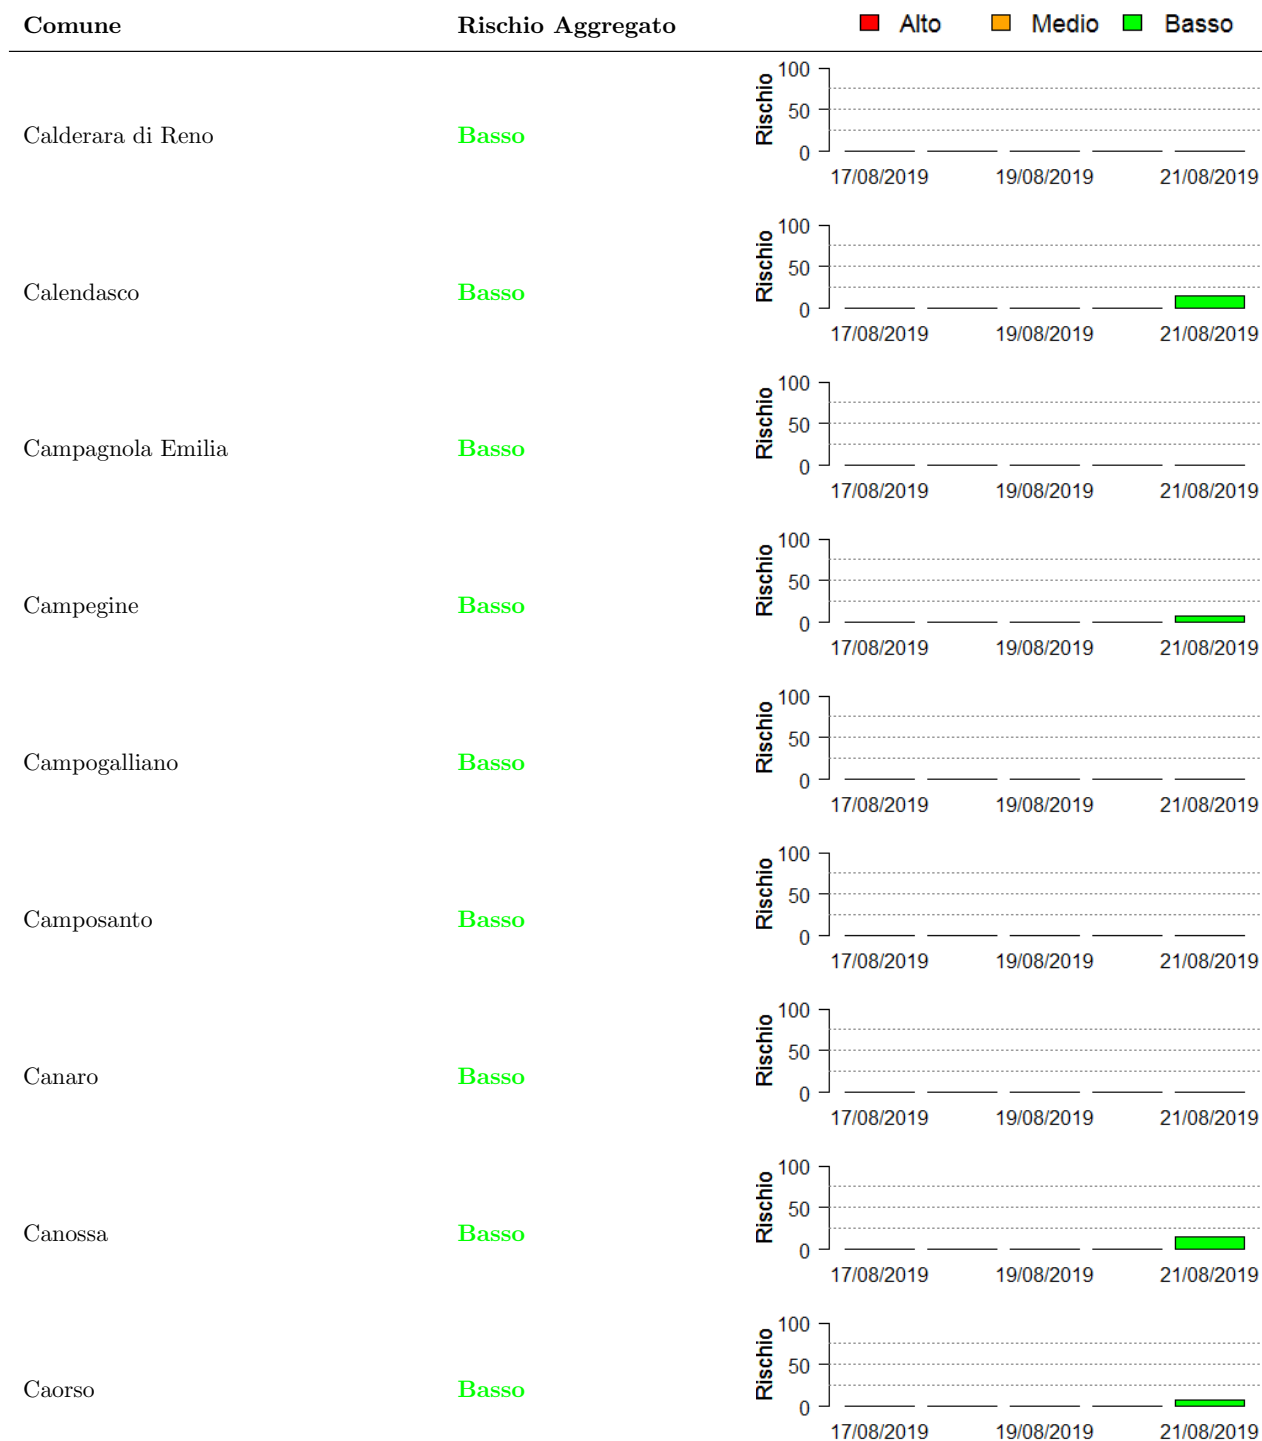 Comune Rischio Aggregato Alto Medio Basso
100
50
0
Rischio
Calderara di Reno Basso
17/08/2019 19/08/2019 21/08/2019
100
50
0
Rischio
Calendasco Basso
17/08/2019 19/08/2019 21/08/2019
100
50
0
Rischio
Campagnola Emilia Basso
17/08/2019 19/08/2019 21/08/2019
100
50
0
Rischio
Campegine Basso
17/08/2019 19/08/2019 21/08/2019
100
50
0
Rischio
Campogalliano Basso
17/08/2019 19/08/2019 21/08/2019
100
50
0
Rischio
Camposanto Basso
17/08/2019 19/08/2019 21/08/2019
100
50
0
Rischio
Canaro Basso
17/08/2019 19/08/2019 21/08/2019
100
50
0
Rischio
Canossa Basso
17/08/2019 19/08/2019 21/08/2019
100
50
0
Rischio
Caorso Basso
17/08/2019 19/08/2019 21/08/2019